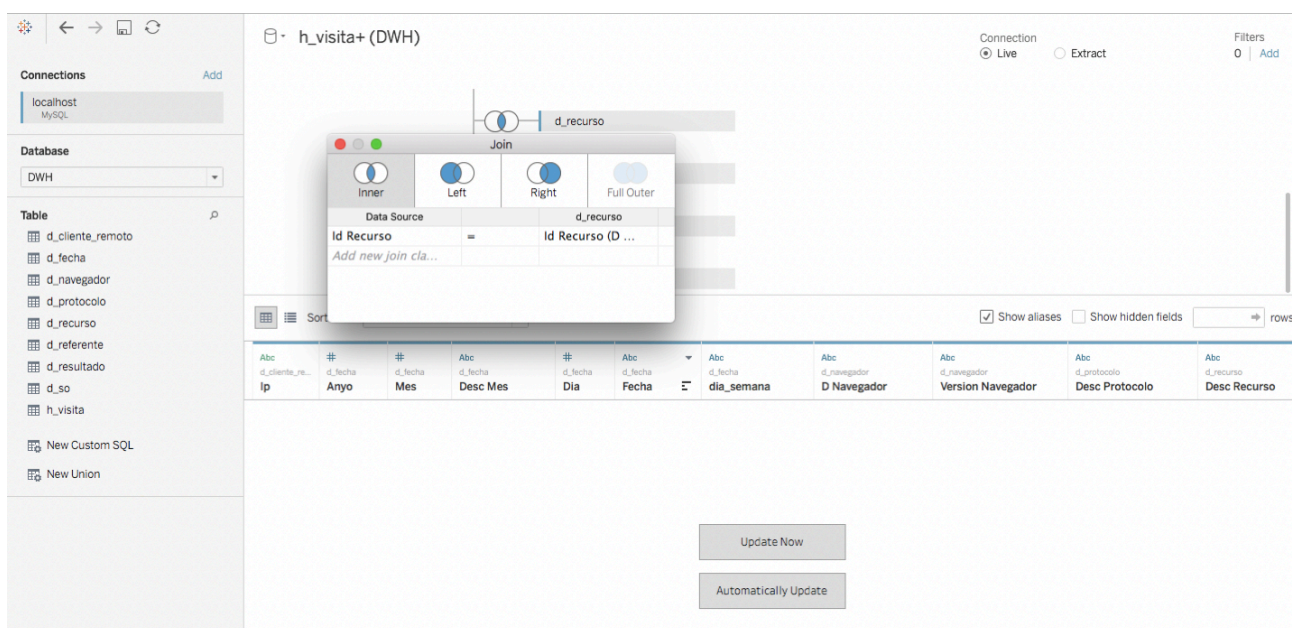 h_visita+ (DWH)
Connection
Live
Extract
Filters
0 | Add
Connections
Add
localhost
MySQL
Database
DWH
Table
d_cliente_remoto
d_fecha
d_navegador
d_protocolo
d_recurso
d_referente
d_resultado
d_so
h_visita
New Custom SQL
New Union
d_recurso
Join
Inner
Left
Right
Full Outer
Data Source
d_recurso
Id Recurso
=
Id Recurso (D ...
Add new join cla...
Sort
Show aliases
Show hidden fields
rows
Abc
#
#
Abc
#
Abc
Abc
Abc
Abc
Abc
Abc
d_cliente_re...
d_fecha
d_fecha
d_fecha
d_fecha
d_fecha
d_fecha
d_navegador
d_navegador
d_protocolo
d_recurso
Ip
Anyo
Mes
Desc Mes
Dia
Fecha
dia_semana
D Navegador
Version Navegador
Desc Protocolo
Desc Recurso
Update Now
Automatically Update